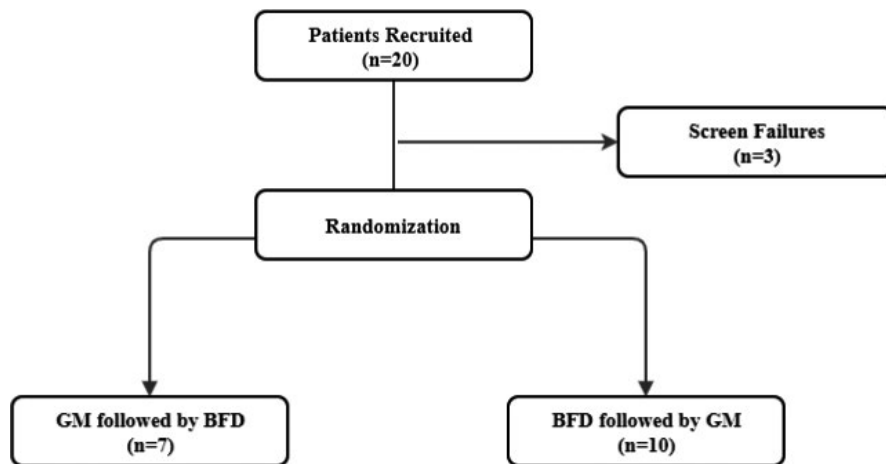 Patients Recruited
(n=20)
Screen Failures
(n=3)
Randomization
GM followed by BFD
(n=7)
BFD followed by GM
(n=10)